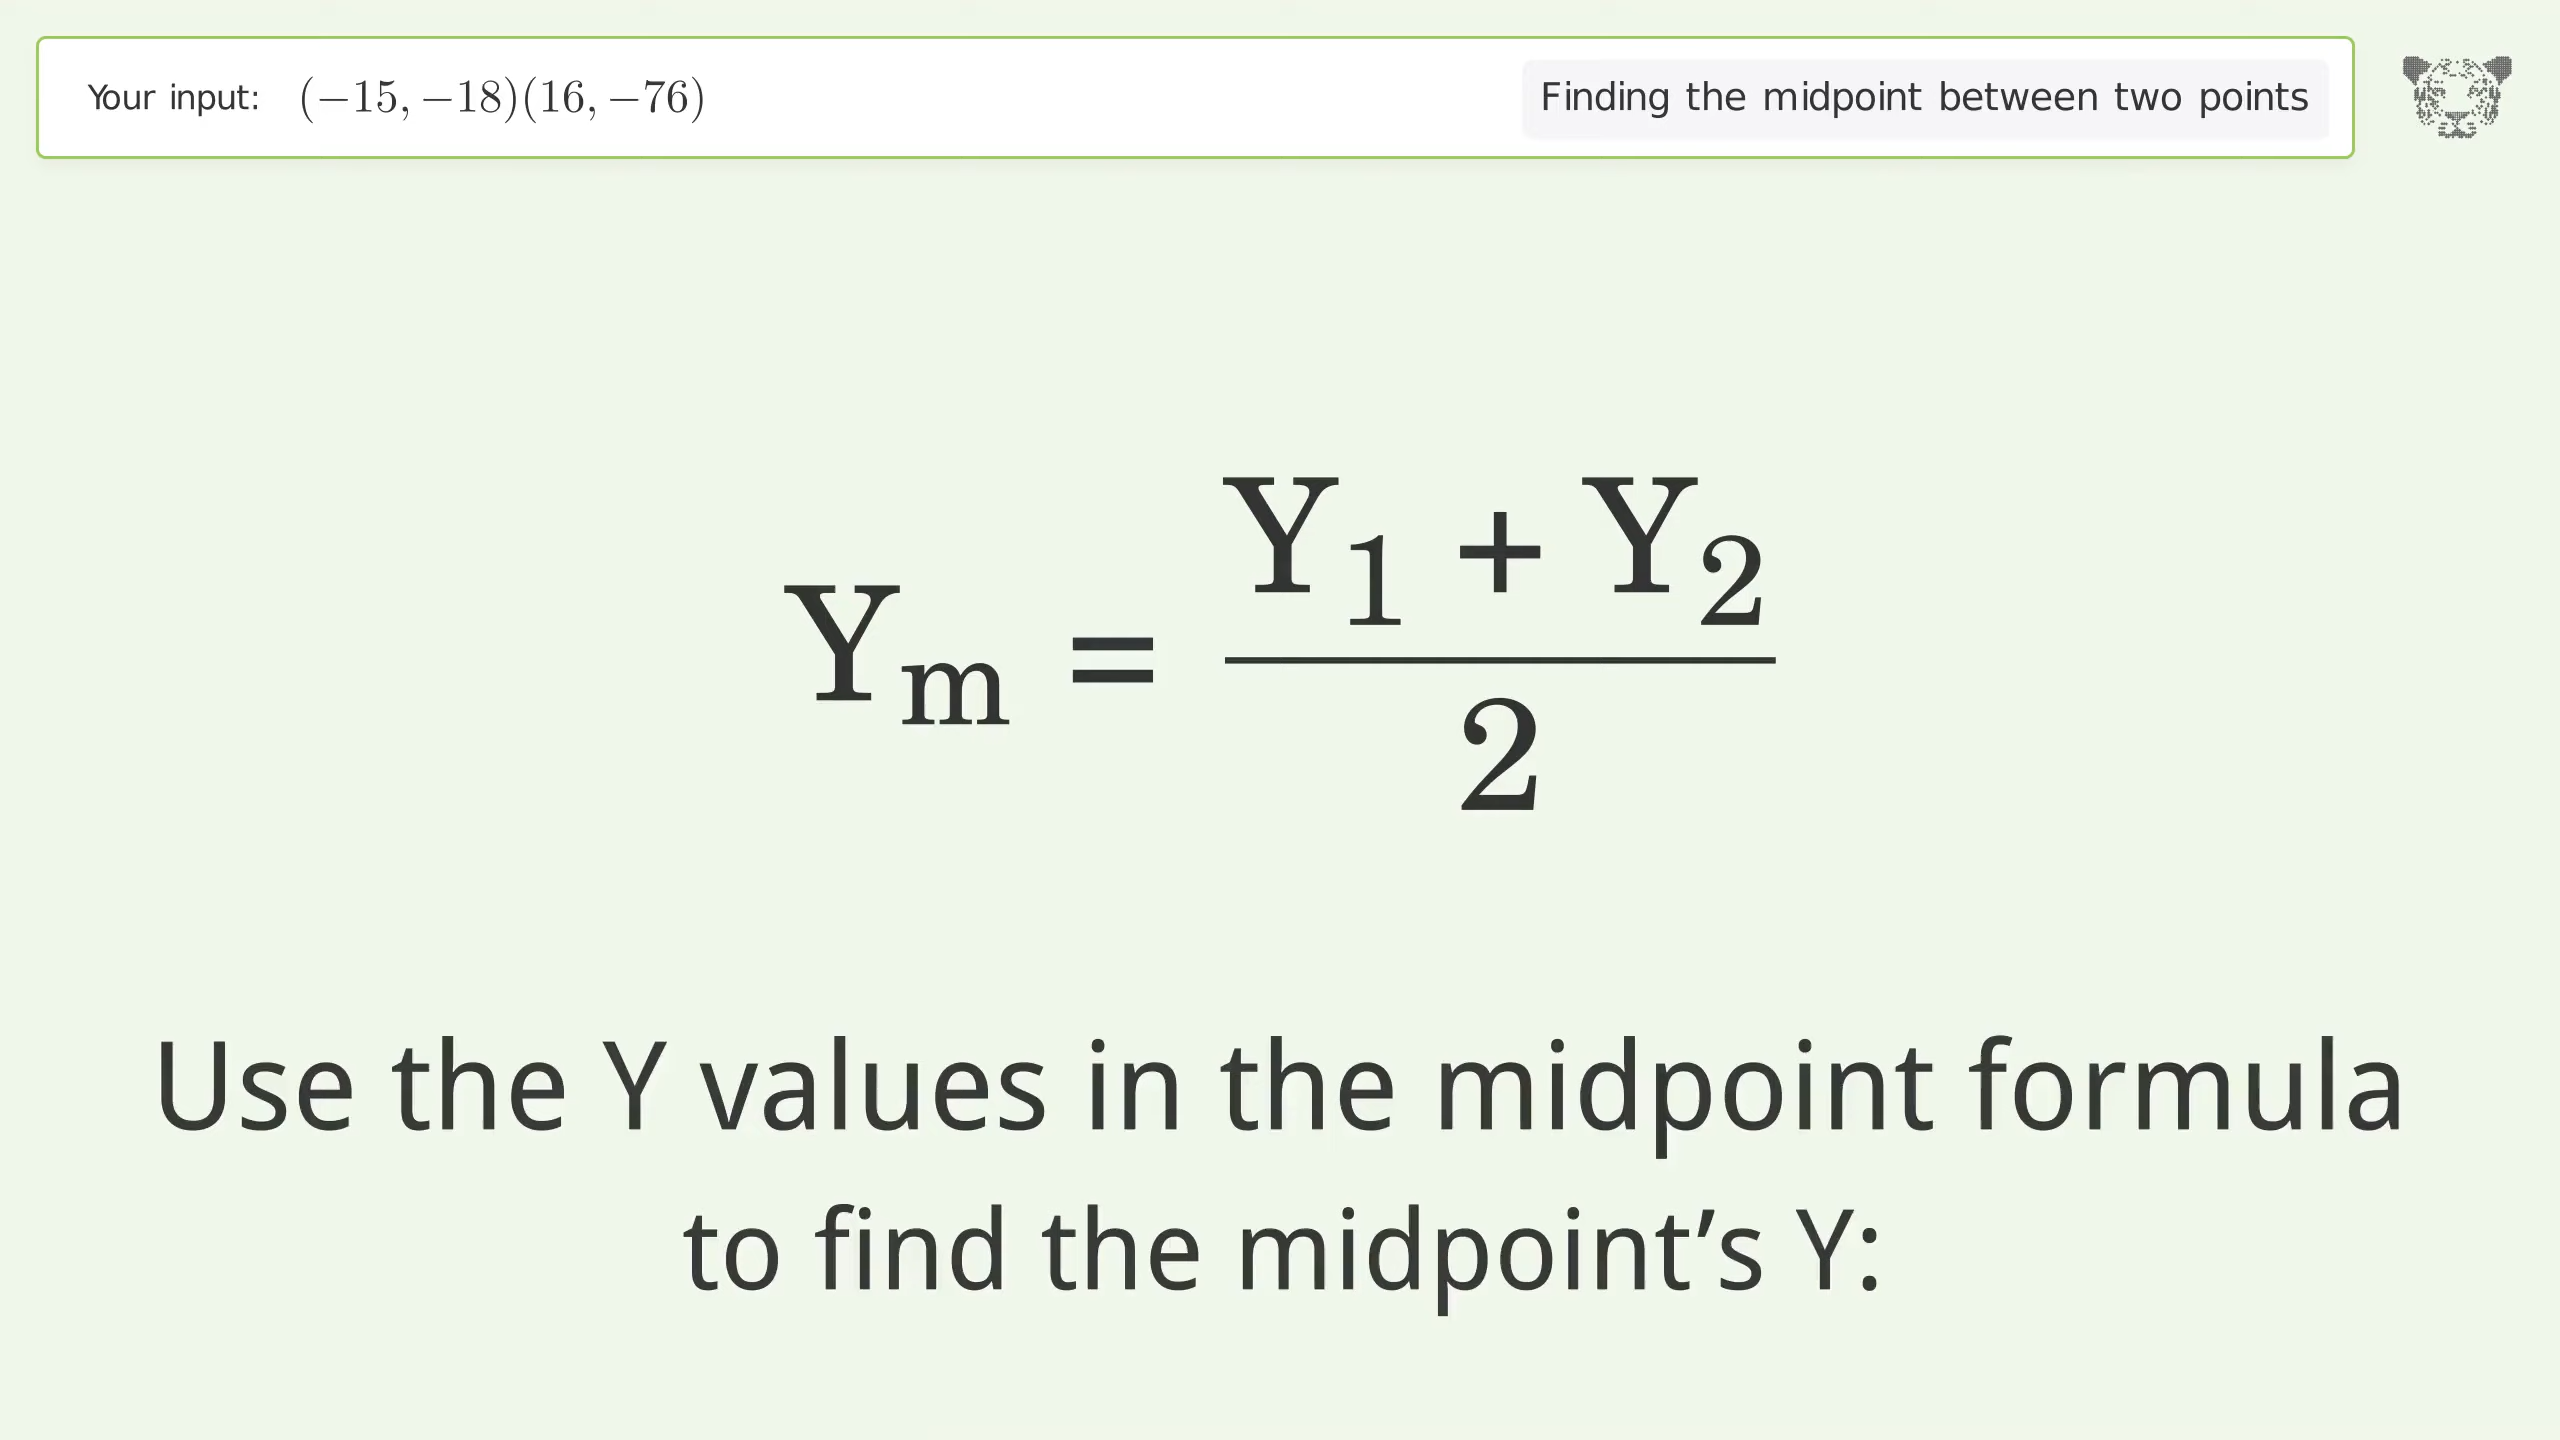 Your input: (−15, −18)(16, −76)
Finding the midpoint between two points
Yₘ = (Y₁ + Y₂) / 2
Use the Y values in the midpoint formula
to find the midpoint’s Y: